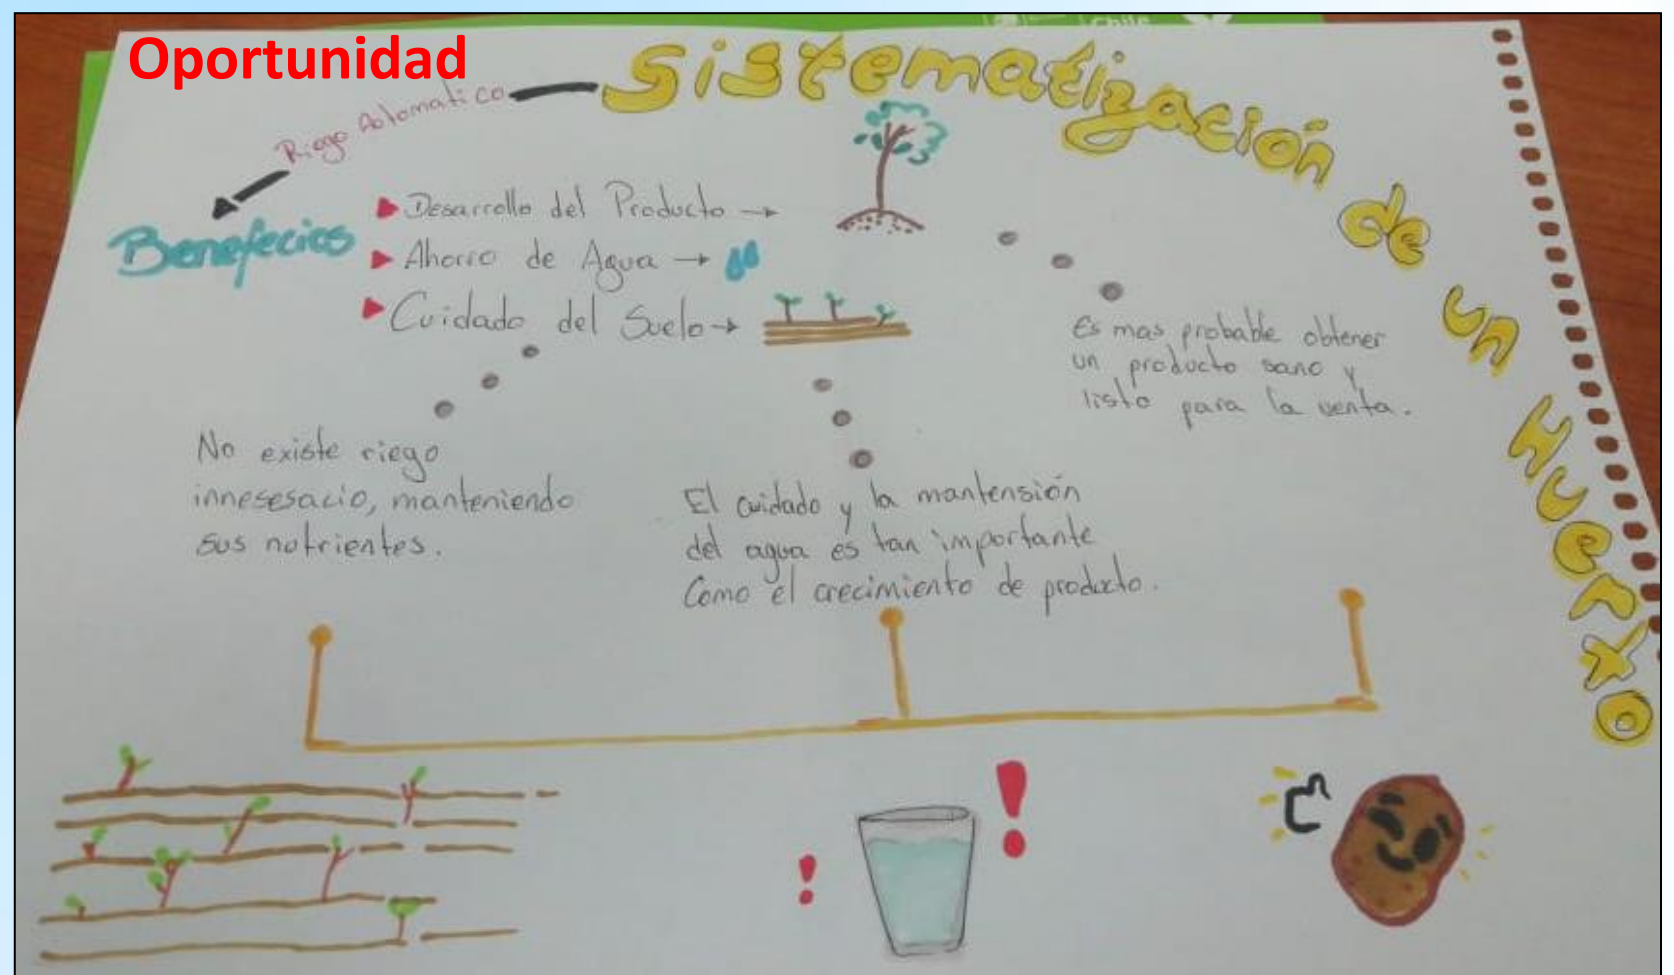 Oportunidad
Chile
Sistematización de un Huerto
Riego Automatico
Benefecios
Desarrollo del Producto
Ahorro de Agua
Cuidado del Suelo
Es mas probable obtener
un producto sano y
listo para la venta.
No existe riego
innesesario, manteniendo
sus nutrientes.
El cuidado y la mantensión
del agua es tan importante
Como el crecimiento de producto.
! !